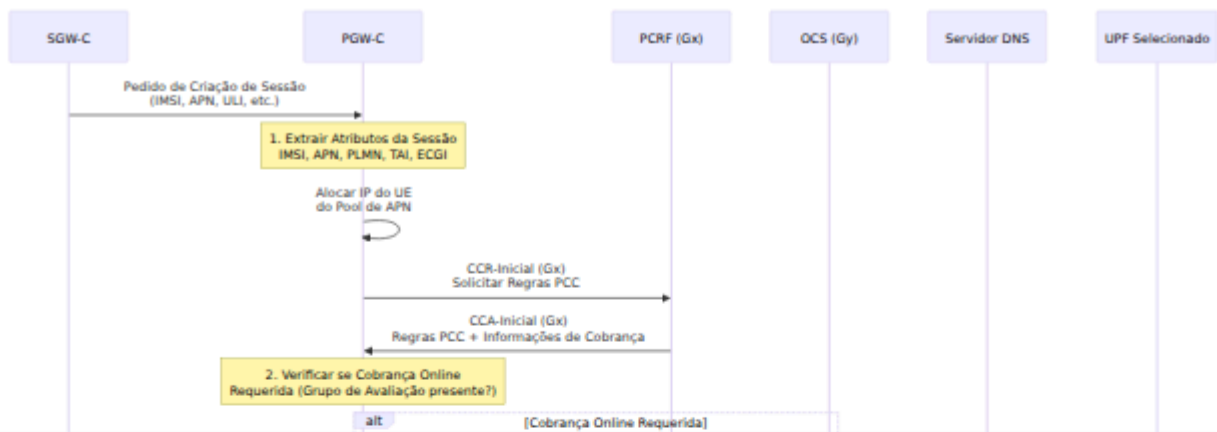 SGW-C
PGW-C
PCRF (Gx)
OCS (Gy)
Servidor DNS
UPF Selecionado
Pedido de Criação de Sessão
(IMSI, APN, ULI, etc.)
1. Extrair Atributos da Sessão
IMSI, APN, PLMN, TAI, ECGI
Alocar IP do UE
do Pool de APN
CCR-Inicial (Gx)
Solicitar Regras PCC
CCA-Inicial (Gx)
Regras PCC + Informações de Cobrança
2. Verificar se Cobrança Online
Requerida (Grupo de Avaliação presente?)
alt
[Cobrança Online Requerida]